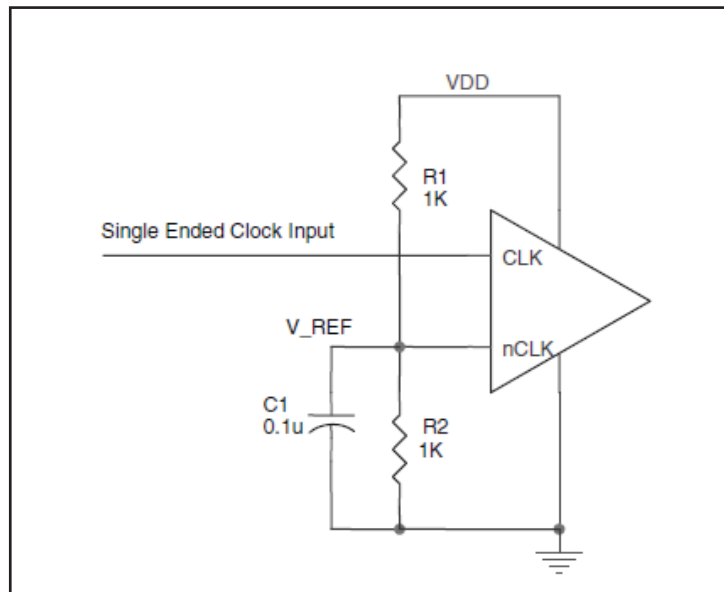 VDD
R1
1K
Single Ended Clock Input
CLK
V_REF
nCLK
C1
0.1u
R2
1K